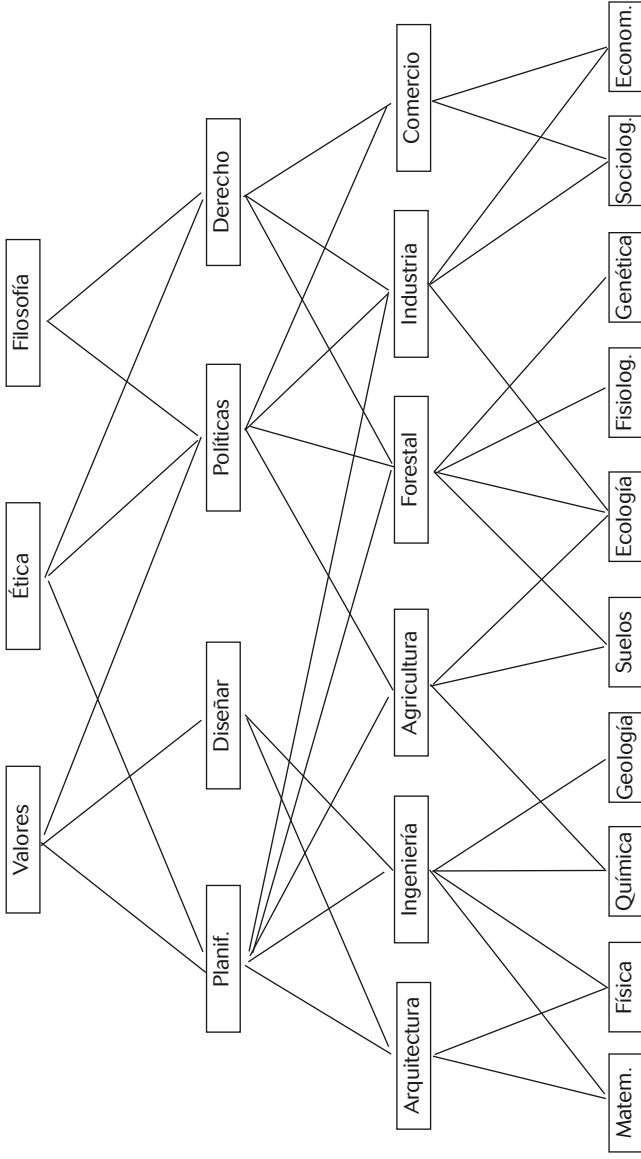 Valores
Ética
Filosofía
Planif.
Diseñar
Políticas
Derecho
Arquitectura
Ingeniería
Agricultura
Forestal
Industria
Comercio
Matem.
Física
Química
Geología
Suelos
Ecología
Fisiolog.
Genética
Sociolog.
Econom.